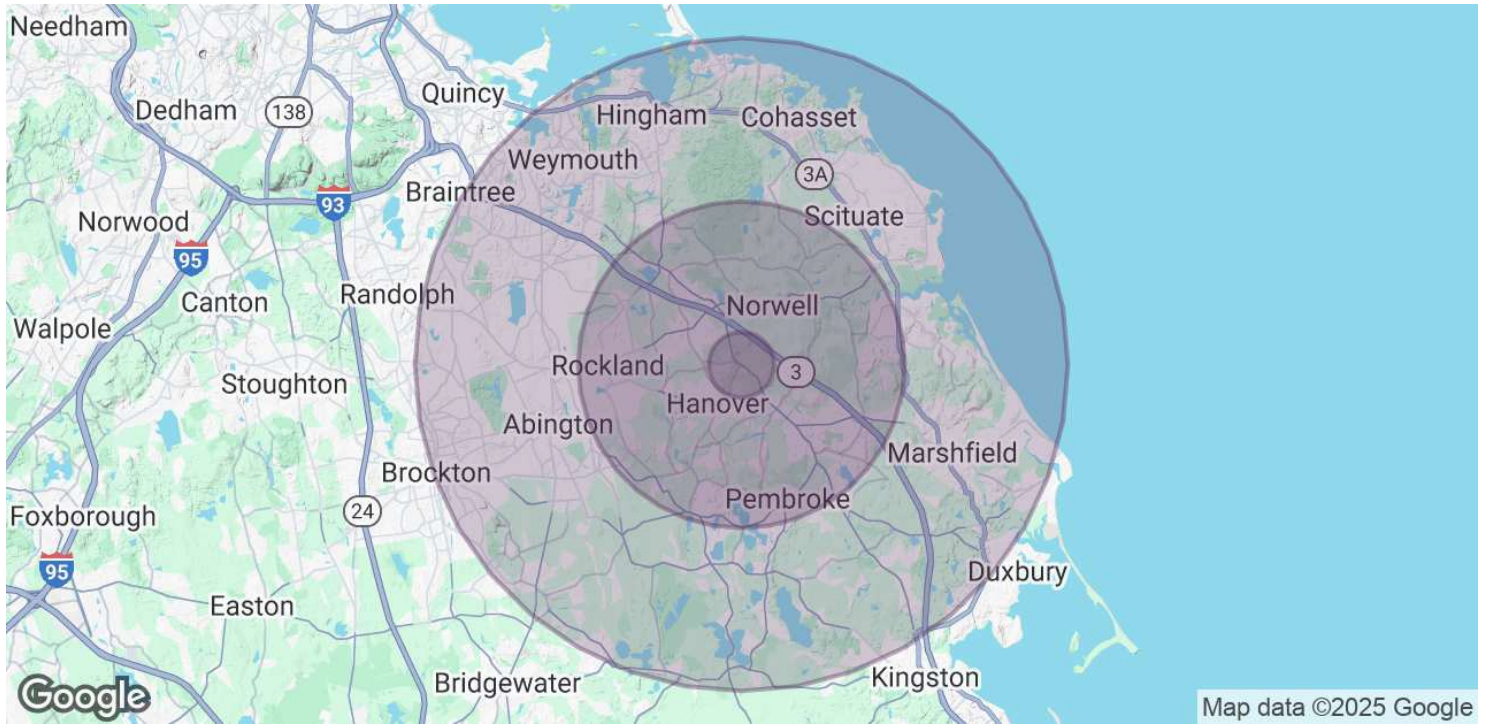 Needham
Dedham
138
Quincy
Hingham
Cohasset
Weymouth
3A
Braintree
93
Scituate
Norwood
95
Canton
Randolph
Norwell
Walpole
Rockland
3
Stoughton
Hanover
Abington
Marshfield
Brockton
Pembroke
Foxborough
24
95
Duxbury
Easton
Bridgewater
Kingston
Google
Map data ©2025 Google